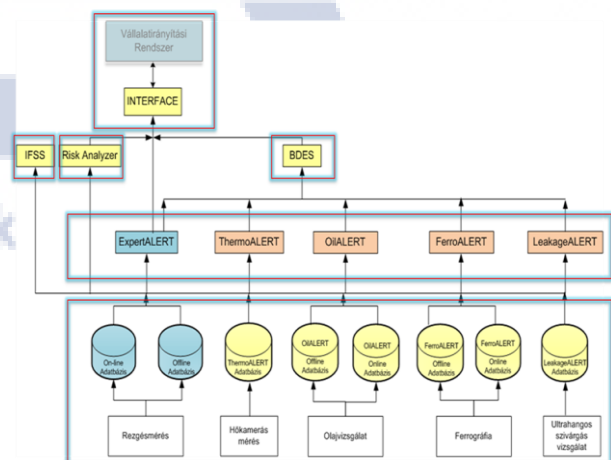 Vállalatirányítási
Rendszer
INTERFACE
IFSS
Risk Analyzer
BDES
ExpertALERT
ThermoALERT
OilALERT
FerroALERT
LeakageALERT
On-line
Adatbázis
Offline
Adatbázis
ThermoALERT
Adatbázis
OilALERT
Offline
Adatbázis
OilALERT
Online
Adatbázis
FerroALERT
Offline
Adatbázis
FerroALERT
Online
Adatbázis
LeakageALERT
Adatbázis
Rezgésmérés
Hőkamerás
mérés
Olajvizsgálat
Ferrográfia
Ultrahangos
szivárgás
vizsgálat